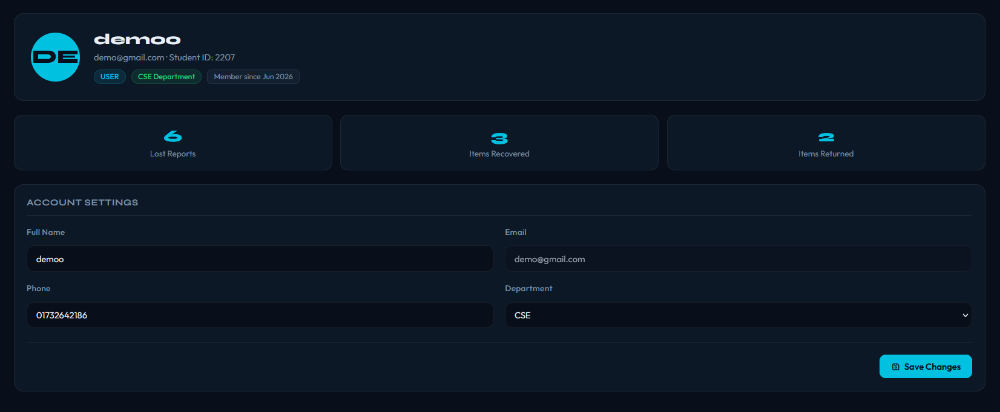 DE
demoo
demo@gmail.com · Student ID: 2207
USER CSE Department Member since Jun 2026
6 3 2
Lost Reports Items Recovered Items Returned
ACCOUNT SETTINGS
Full Name Email
demoo demo@gmail.com
Phone Department
01732642186 CSE
Save Changes